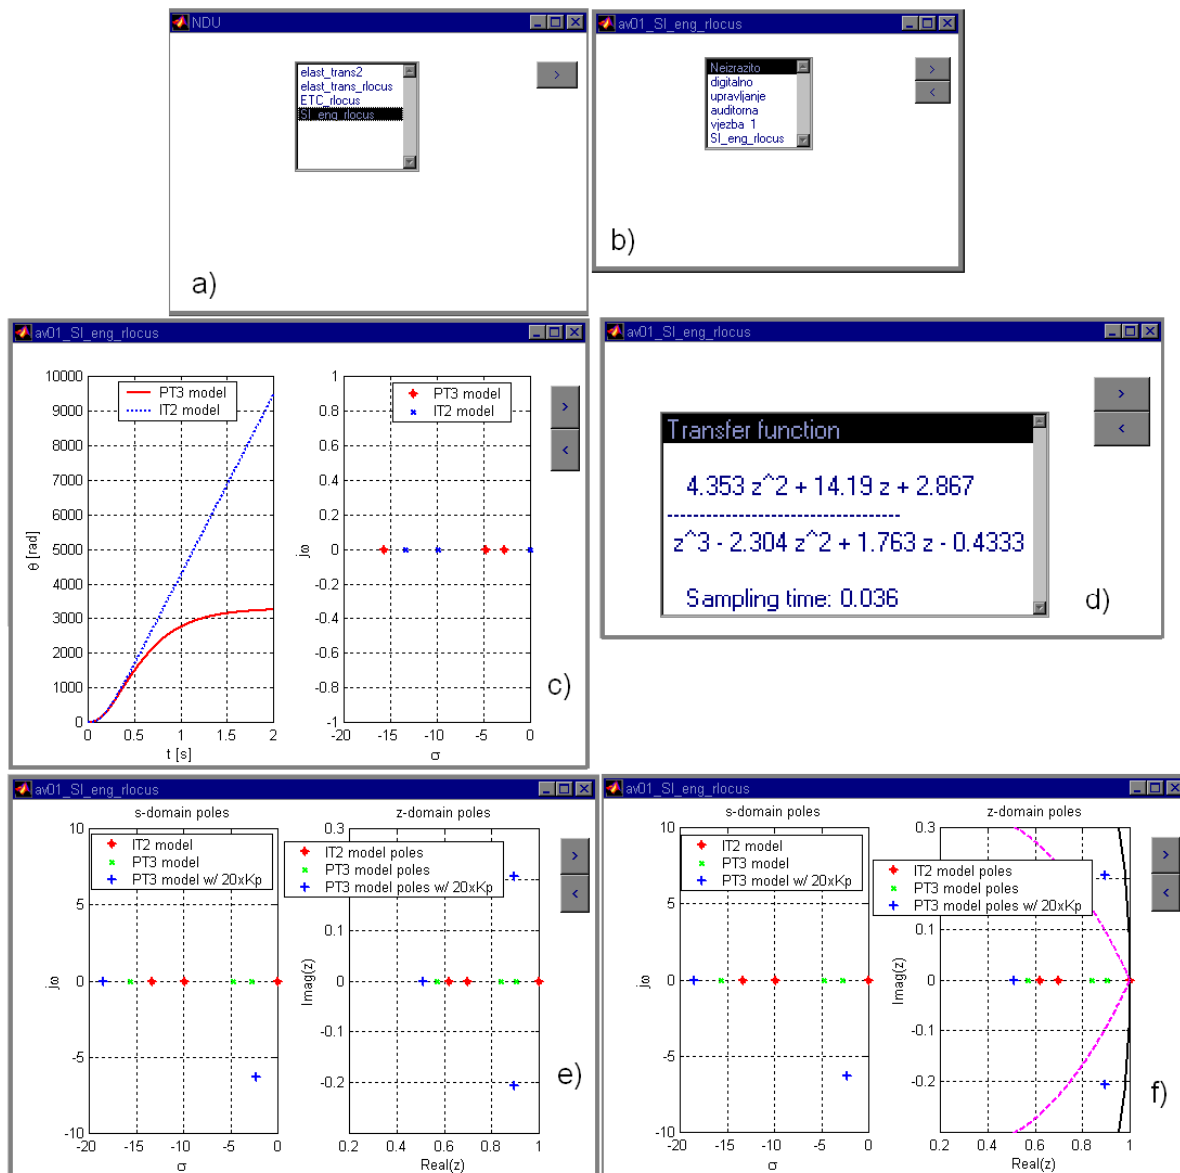 NDU
elast_trans2
elast_trans_rlocus
ETC_rlocus
SI_eng_rlocus
>
a)
av01_SI_eng_rlocus
Neizrazito
digitalno
upravljanje
auditorna
vjezba 1
SI_eng_rlocus
>
<
b)
av01_SI_eng_rlocus
PT3 model
IT2 model
10000
9000
8000
7000
6000
5000
4000
3000
2000
1000
0
θ [rad]
0 0.5 1 1.5 2
t [s]
PT3 model
IT2 model
1
0.8
0.6
0.4
0.2
0
-0.2
-0.4
-0.6
-0.8
-1
jω
-20 -15 -10 -5 0
σ
>
<
c)
av01_SI_eng_rlocus
Transfer function
4.353 z^2 + 14.19 z + 2.867
----------------------------------
z^3 - 2.304 z^2 + 1.763 z - 0.4333
Sampling time: 0.036
>
<
d)
av01_SI_eng_rlocus
s-domain poles
IT2 model
PT3 model
PT3 model w/ 20xKp
10
5
0
-5
-10
jω
-20 -15 -10 -5 0
σ
z-domain poles
IT2 model poles
PT3 model poles
PT3 model poles w/ 20xKp
0.3
0.1
0
-0.1
-0.2
Imag(z)
0.2 0.4 0.6 0.8 1
Real(z)
>
<
e)
av01_SI_eng_rlocus
s-domain poles
IT2 model
PT3 model
PT3 model w/ 20xKp
10
5
0
-5
-10
jω
-20 -15 -10 -5 0
σ
z-domain poles
IT2 model poles
PT3 model poles
PT3 model poles w/ 20xKp
0.3
0.1
0
-0.1
-0.2
Imag(z)
0.2 0.4 0.6 0.8 1
Real(z)
>
<
f)